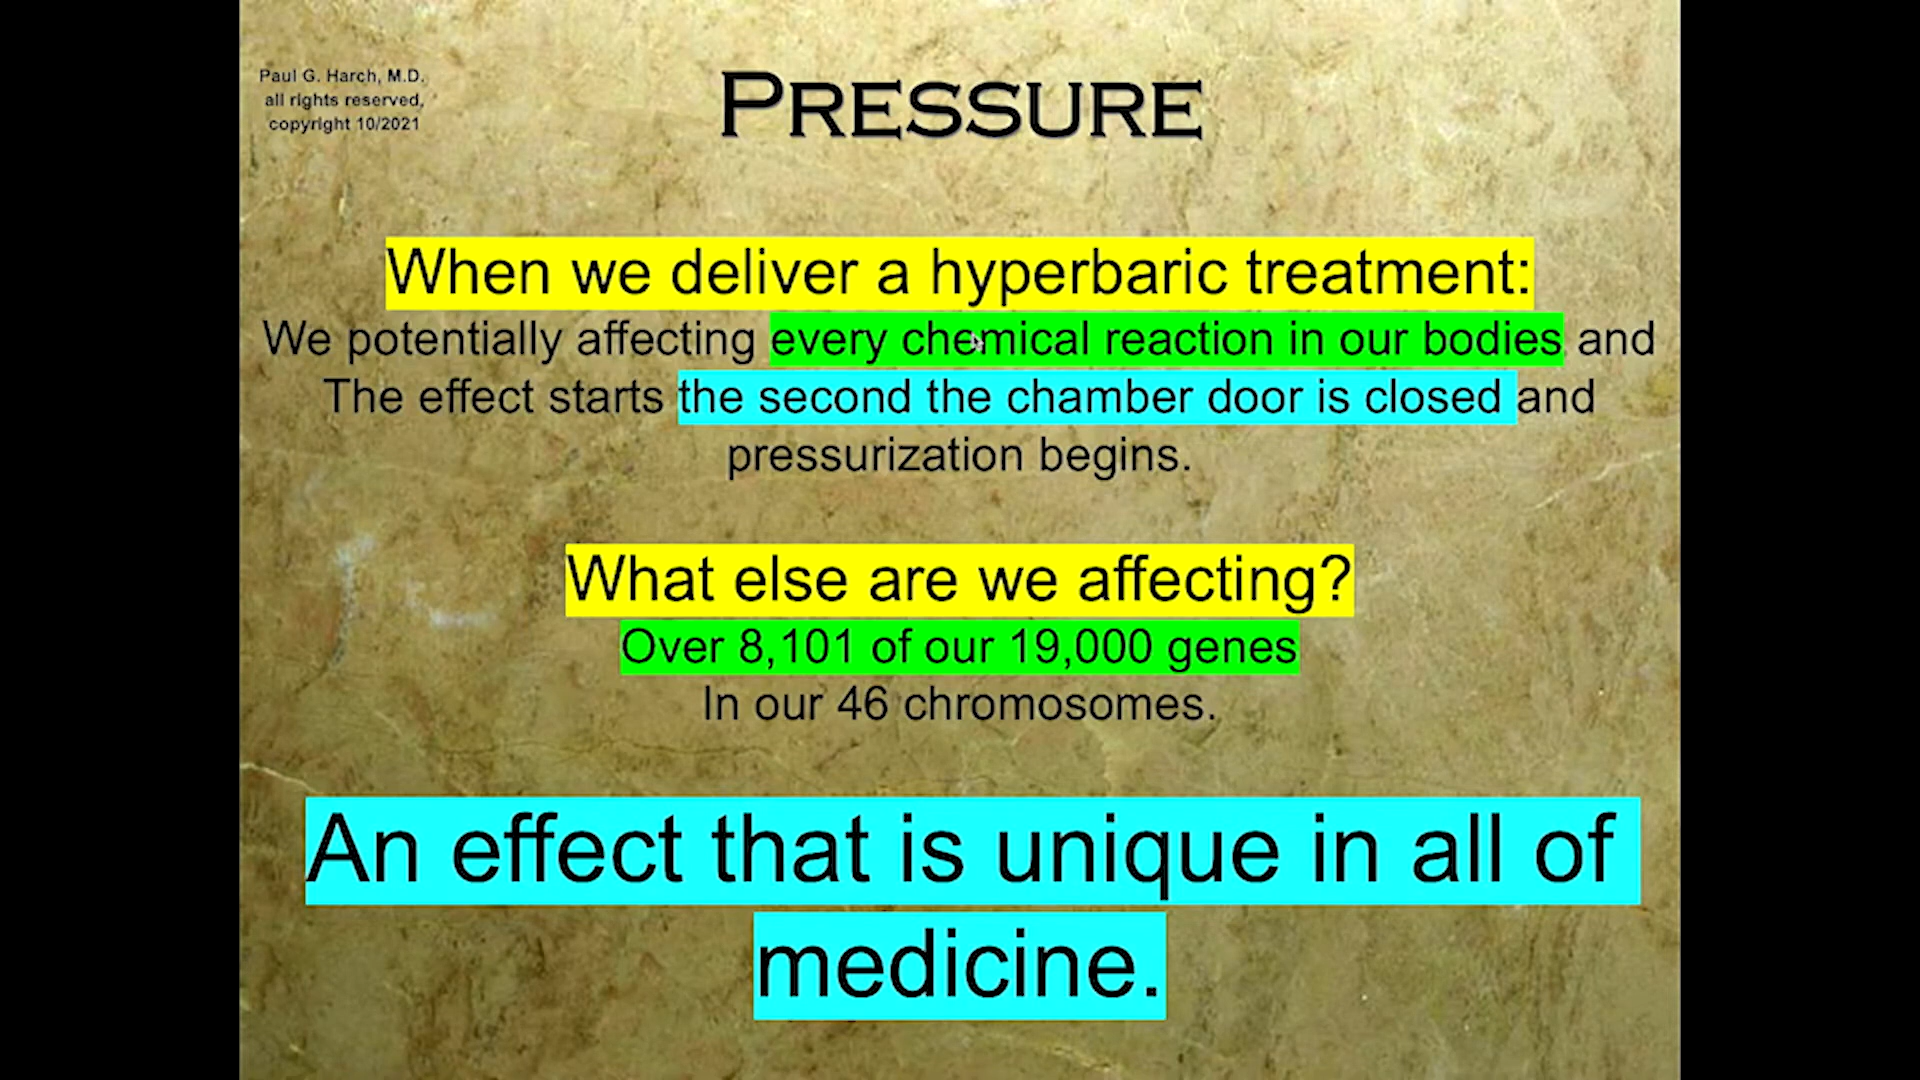 Paul G. Harch, M.D.
all rights reserved,
copyright 10/2021
PRESSURE
When we deliver a hyperbaric treatment:
We potentially affecting every chemical reaction in our bodies and
The effect starts the second the chamber door is closed and
pressurization begins.
What else are we affecting?
Over 8,101 of our 19,000 genes
In our 46 chromosomes.
An effect that is unique in all of
medicine.